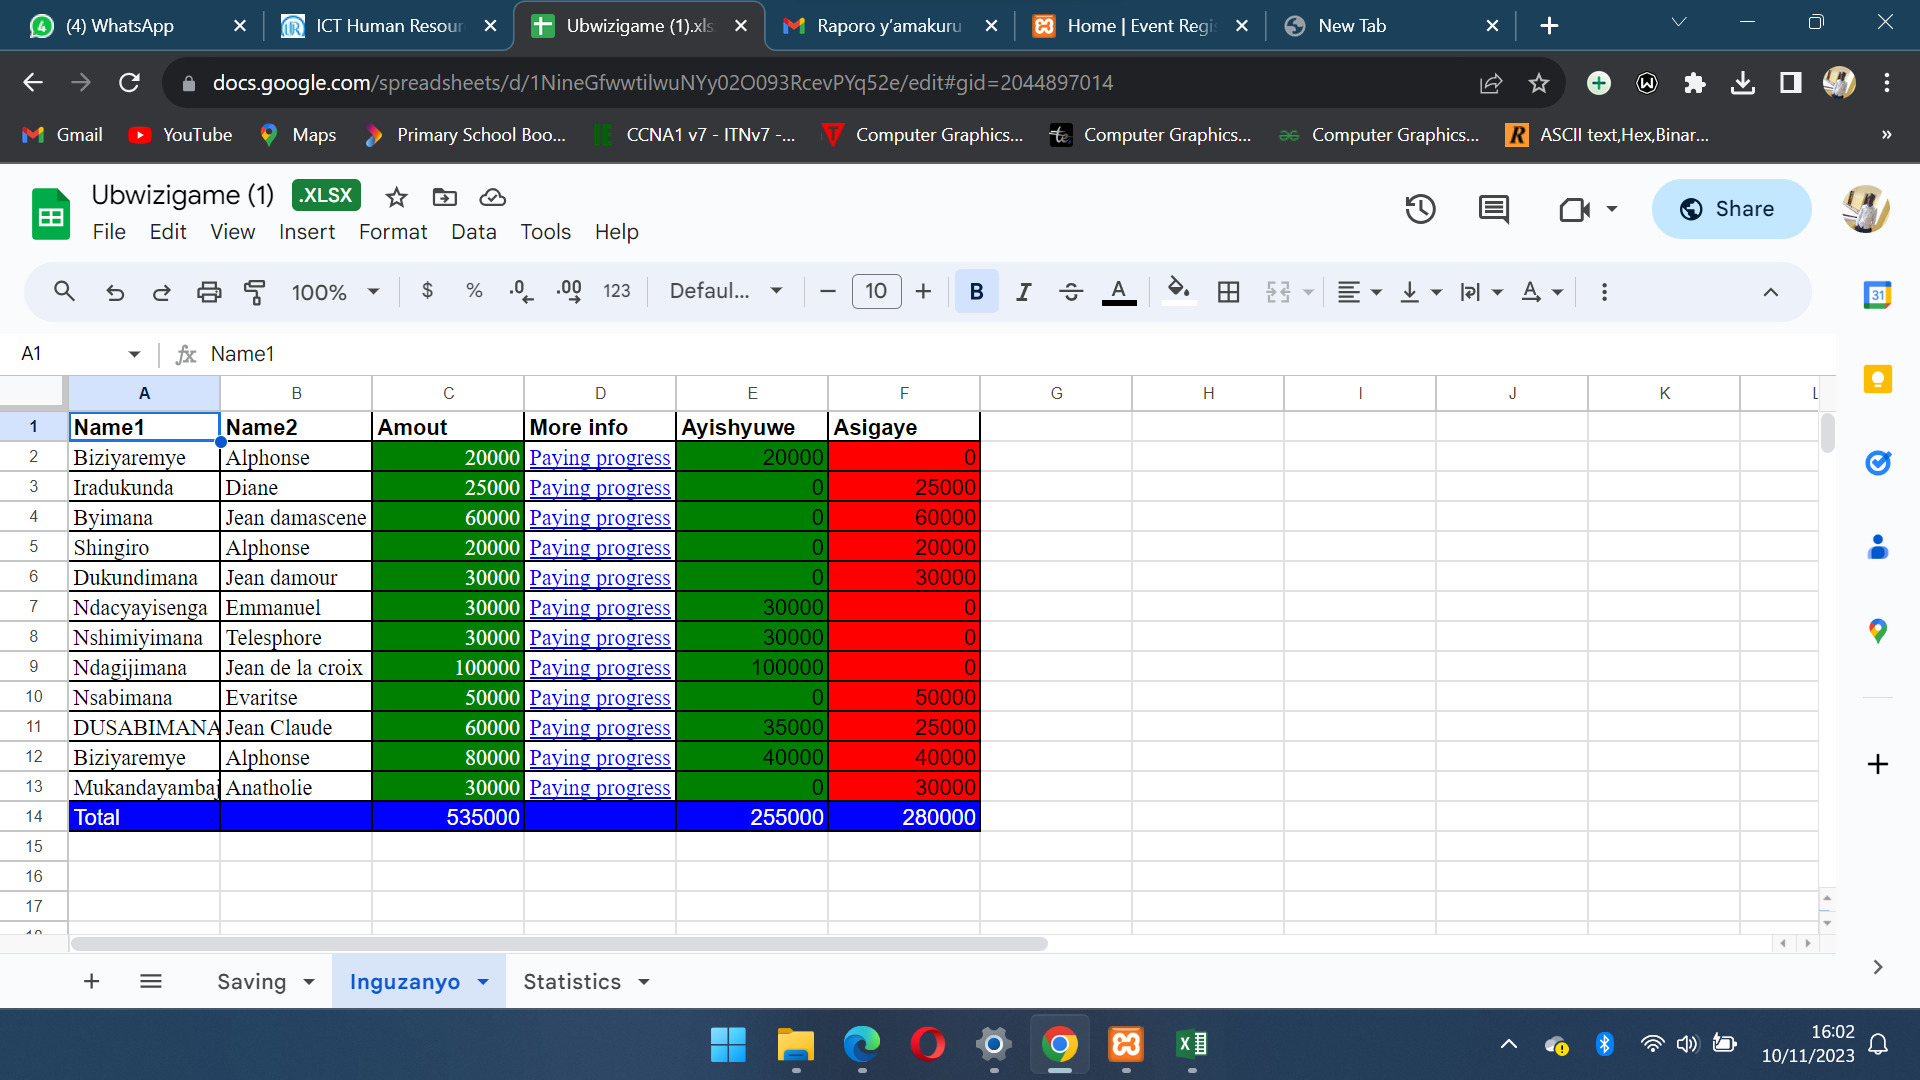 (4) WhatsApp ICT Human Resour Ubwizigame (1).xls Raporo y'amakuru Home | Event Regi New Tab
docs.google.com/spreadsheets/d/1NineGfwwtilwuNYy02O093RcevPYq52e/edit#gid=2044897014
Gmail YouTube Maps Primary School Boo... CCNA1 v7 - ITNv7 -... Computer Graphics... Computer Graphics... Computer Graphics... ASCII text,Hex,Binar... »
Ubwizigame (1) .XLSX
File Edit View Insert Format Data Tools Help
Share
100% $ % .0 .00 123 Defaul... 10 B I A A
31
A1 fx Name1
A B C D E F G H I J K L
1 Name1 Name2 Amout More info Ayishyuwe Asigaye
2 Biziyaremye Alphonse 20000 Paying progress 20000 0
3 Iradukunda Diane 25000 Paying progress 0 25000
4 Byimana Jean damascene 60000 Paying progress 0 60000
5 Shingiro Alphonse 20000 Paying progress 0 20000
6 Dukundimana Jean damour 30000 Paying progress 0 30000
7 Ndacyayisenga Emmanuel 30000 Paying progress 30000 0
8 Nshimiyimana Telesphore 30000 Paying progress 30000 0
9 Ndagijimana Jean de la croix 100000 Paying progress 100000 0
10 Nsabimana Evaritse 50000 Paying progress 0 50000
11 DUSABIMANA Jean Claude 60000 Paying progress 35000 25000
12 Biziyaremye Alphonse 80000 Paying progress 40000 40000
13 Mukandayambaj Anatholie 30000 Paying progress 0 30000
14 Total 535000 255000 280000
15
16
17
18
Saving Inguzanyo Statistics
16:02
10/11/2023